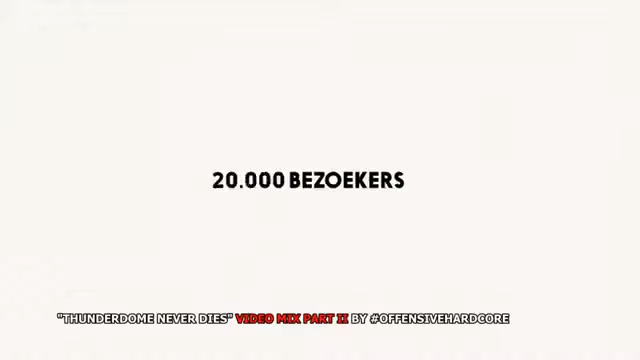 20.000 BEZOEKERS
"THUNDERDOME NEVER DIES" VIDEO MIX PART II BY #OFFENSIVEHARDCORE